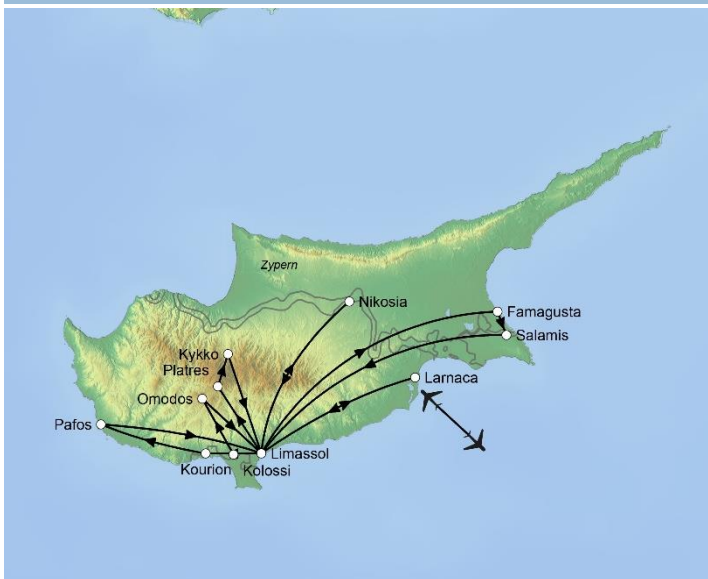 Zypern
Nikosia
Famagusta
Salamis
Kykko
Platres
Larnaca
Omodos
Pafos
Limassol
Kourion
Kolossi